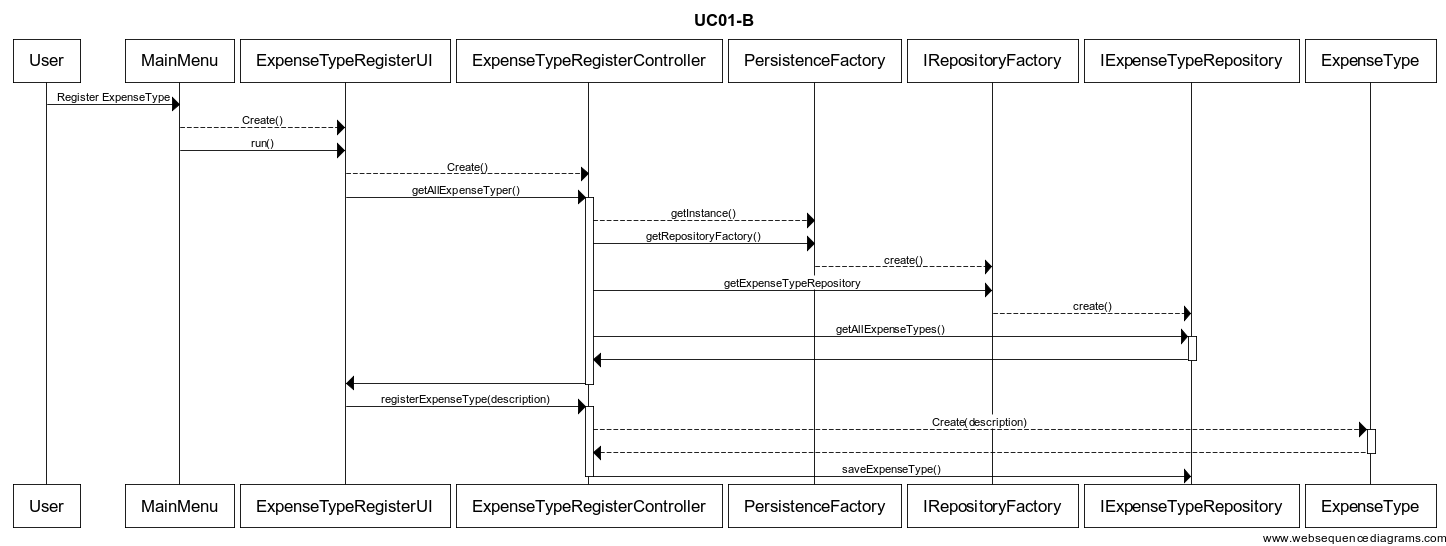 UC01-B
User MainMenu ExpenseTypeRegisterUI ExpenseTypeRegisterController PersistenceFactory IRepositoryFactory IExpenseTypeRepository ExpenseType
Register ExpenseType
Create()
run()
Create()
getAllExpenseTyper()
getInstance()
getRepositoryFactory()
create()
getExpenseTypeRepository
create()
getAllExpenseTypes()
registerExpenseType(description)
Create(description)
saveExpenseType()
User MainMenu ExpenseTypeRegisterUI ExpenseTypeRegisterController PersistenceFactory IRepositoryFactory IExpenseTypeRepository ExpenseType
www.websequencediagrams.com